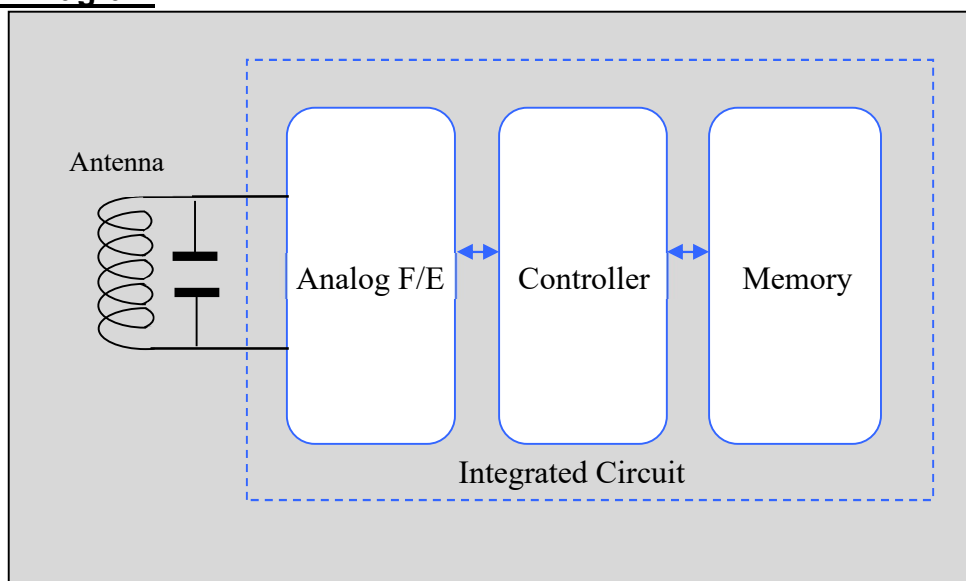 Antenna
Analog F/E
Controller
Memory
Integrated Circuit